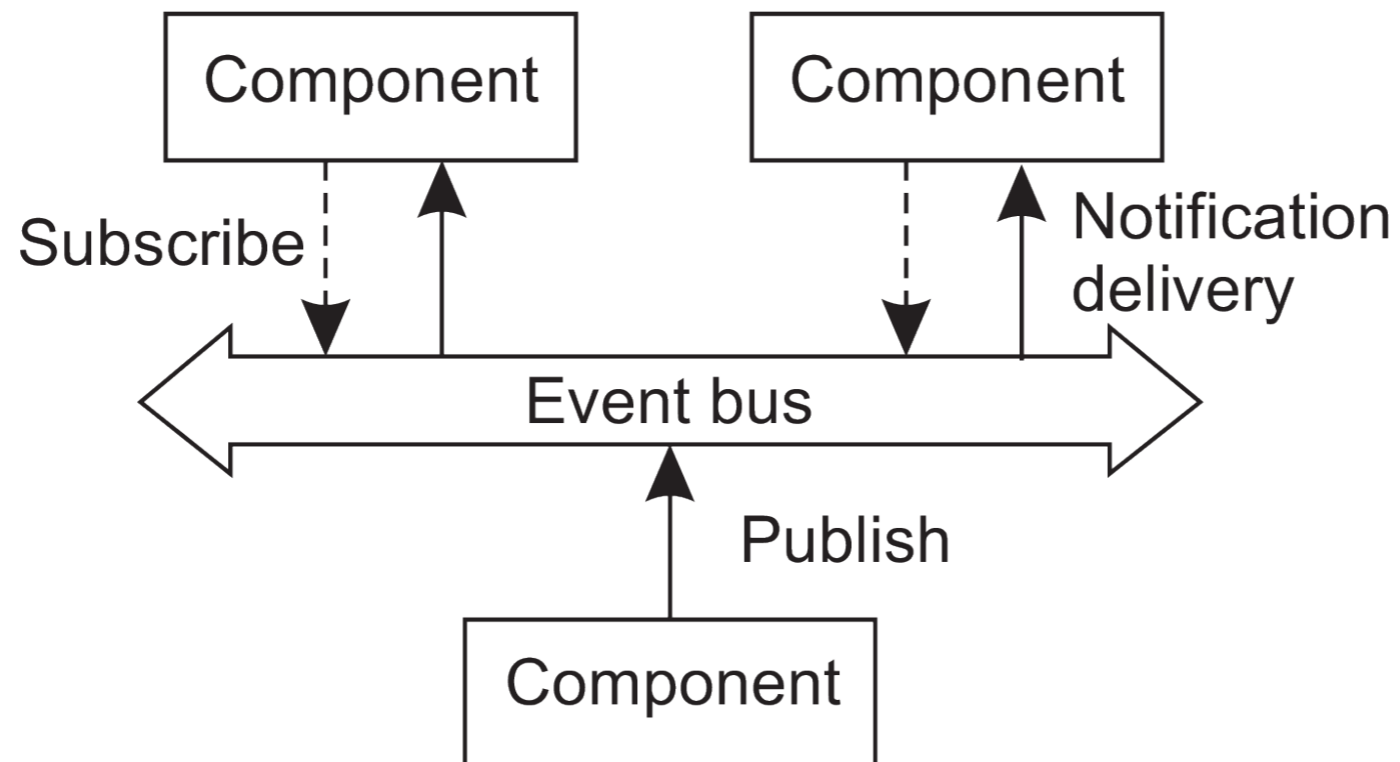 Component
Component
Subscribe
Notification
delivery
Event bus
Publish
Component